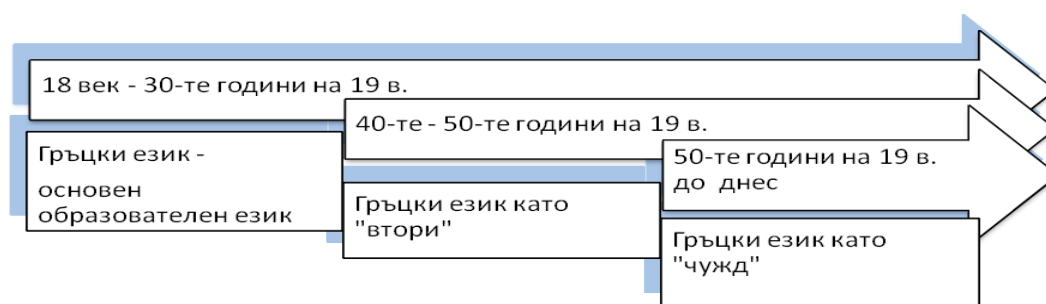 18 век - 30-те години на 19 в.
Гръцки език -
основен
образователен език
40-те - 50-те години на 19 в.
Гръцки език като
"втори"
50-те години на 19 в.
до днес
Гръцки език като
"чужд"